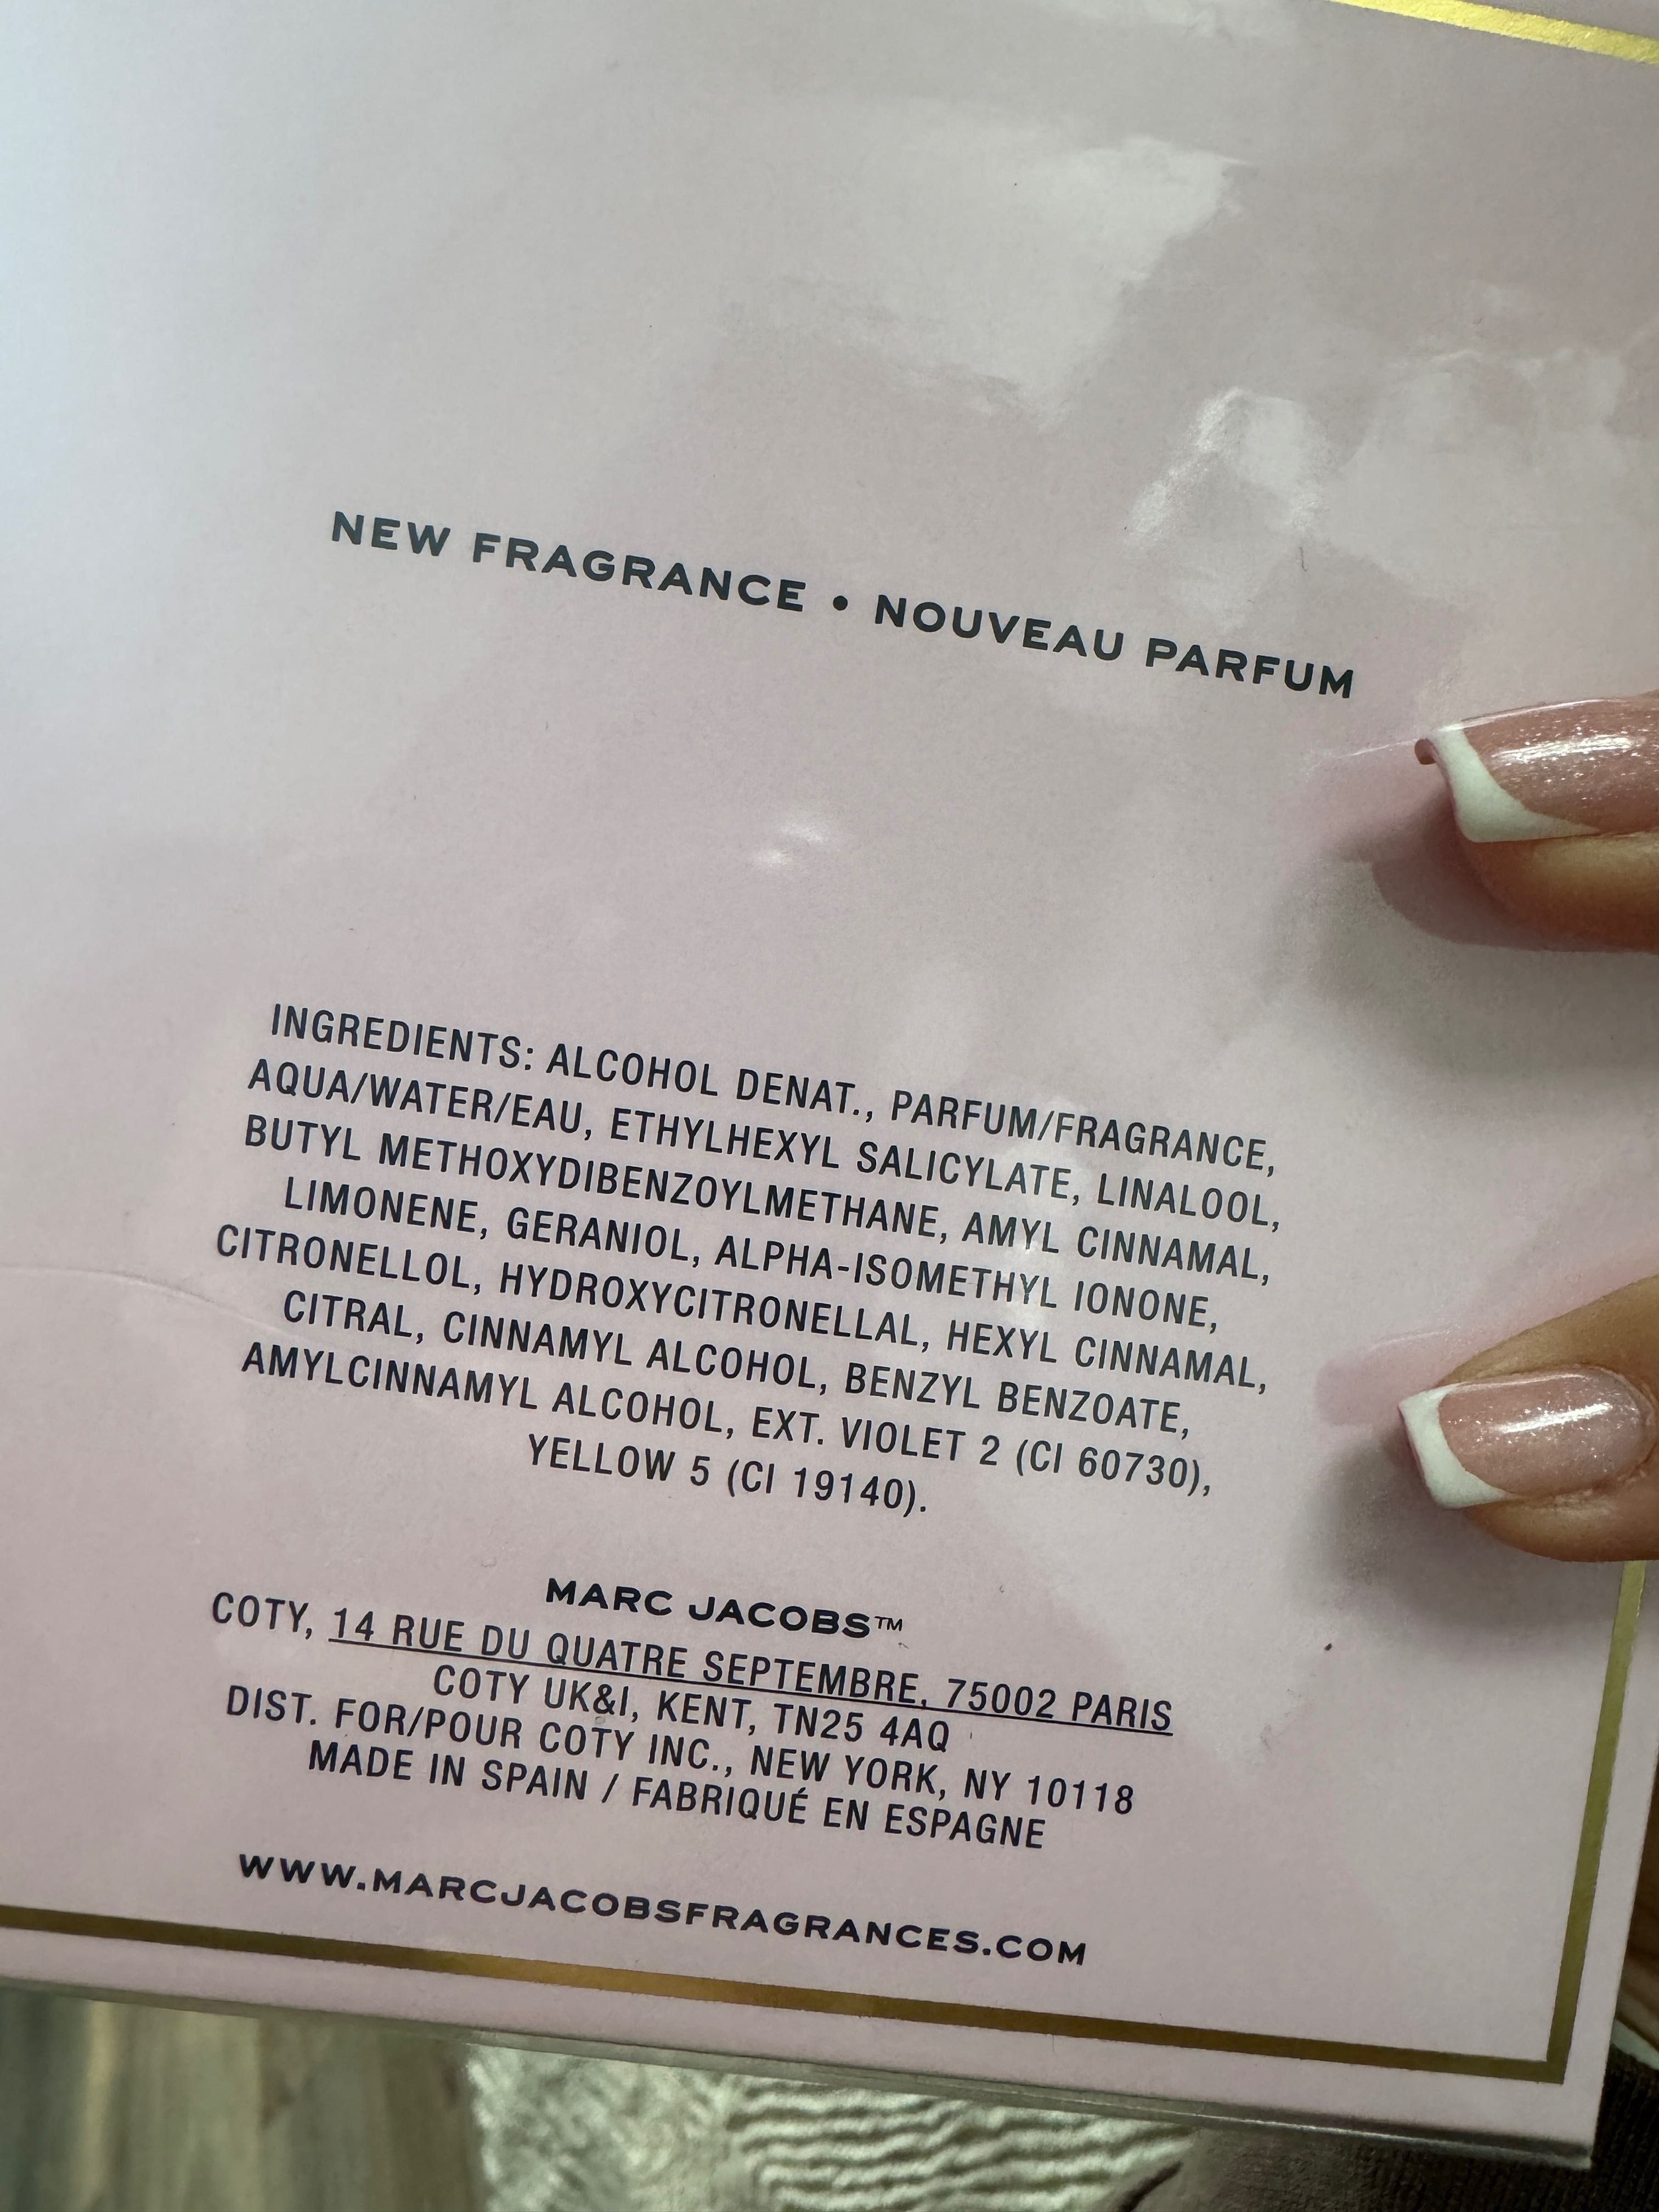 NEW FRAGRANCE • NOUVEAU PARFUM
INGREDIENTS: ALCOHOL DENAT., PARFUM/FRAGRANCE,
AQUA/WATER/EAU, ETHYLHEXYL SALICYLATE, LINALOOL,
BUTYL METHOXYDIBENZOYLMETHANE, AMYL CINNAMAL,
LIMONENE, GERANIOL, ALPHA-ISOMETHYL IONONE,
CITRONELLOL, HYDROXYCITRONELLAL, HEXYL CINNAMAL,
CITRAL, CINNAMYL ALCOHOL, BENZYL BENZOATE,
AMYLCINNAMYL ALCOHOL, EXT. VIOLET 2 (CI 60730),
YELLOW 5 (CI 19140).
MARC JACOBS™
COTY, 14 RUE DU QUATRE SEPTEMBRE, 75002 PARIS
COTY UK&I, KENT, TN25 4AQ
DIST. FOR/POUR COTY INC., NEW YORK, NY 10118
MADE IN SPAIN / FABRIQUÉ EN ESPAGNE
WWW.MARCJACOBSFRAGRANCES.COM